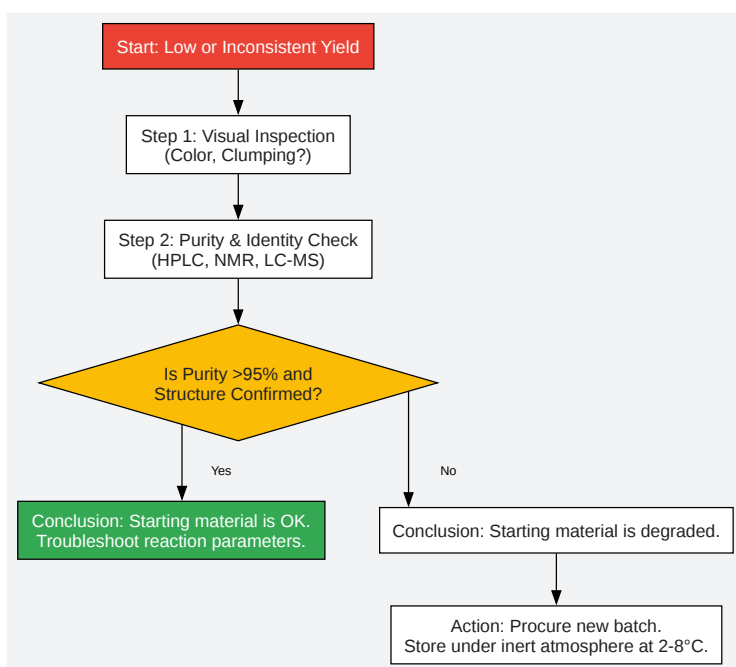 Start: Low or Inconsistent Yield
Step 1: Visual Inspection
(Color, Clumping?)
Step 2: Purity & Identity Check
(HPLC, NMR, LC-MS)
Is Purity >95% and
Structure Confirmed?
Yes
No
Conclusion: Starting material is OK.
Troubleshoot reaction parameters.
Conclusion: Starting material is degraded.
Action: Procure new batch.
Store under inert atmosphere at 2-8°C.